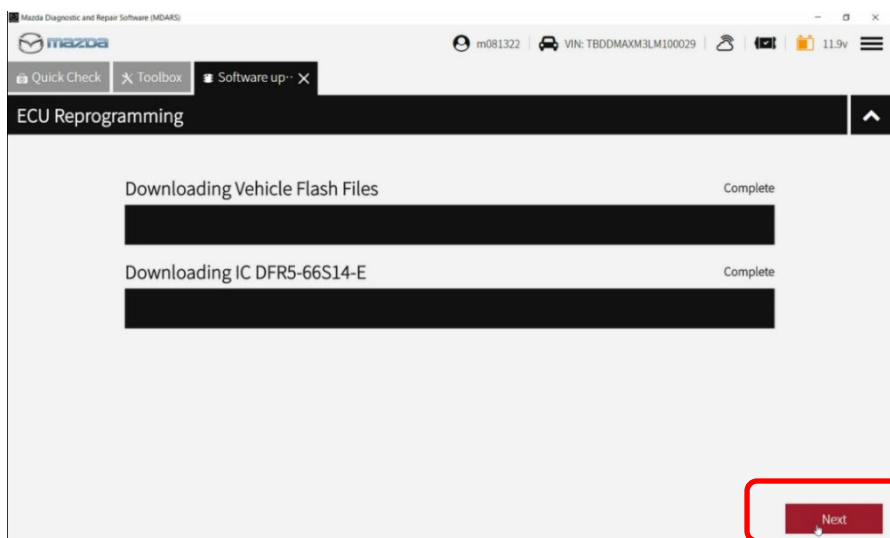 Mazda Diagnostic and Repair Software (MDARS)
mazda
m081322
VIN: TBDDMAXM3LM100029
11.9v
Quick Check
Toolbox
Software up··
ECU Reprogramming
Downloading Vehicle Flash Files
Complete
Downloading IC DFR5-66S14-E
Complete
Next